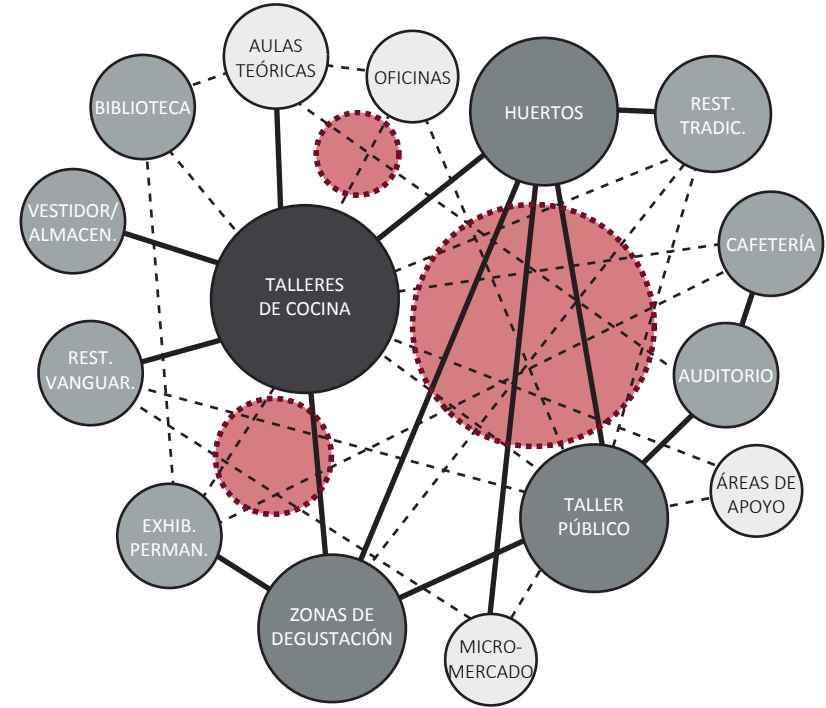 AULAS
TEÓRICAS
OFICINAS
BIBLIOTECA
HUERTOS
REST.
TRADIC.
VESTIDOR/
ALMACEN.
CAFETERÍA
TALLERES
DE COCINA
REST.
VANGUAR.
AUDITORIO
ÁREAS DE
APOYO
TALLER
PÚBLICO
EXHIB.
PERMAN.
ZONAS DE
DEGUSTACIÓN
MICRO-
MERCADO